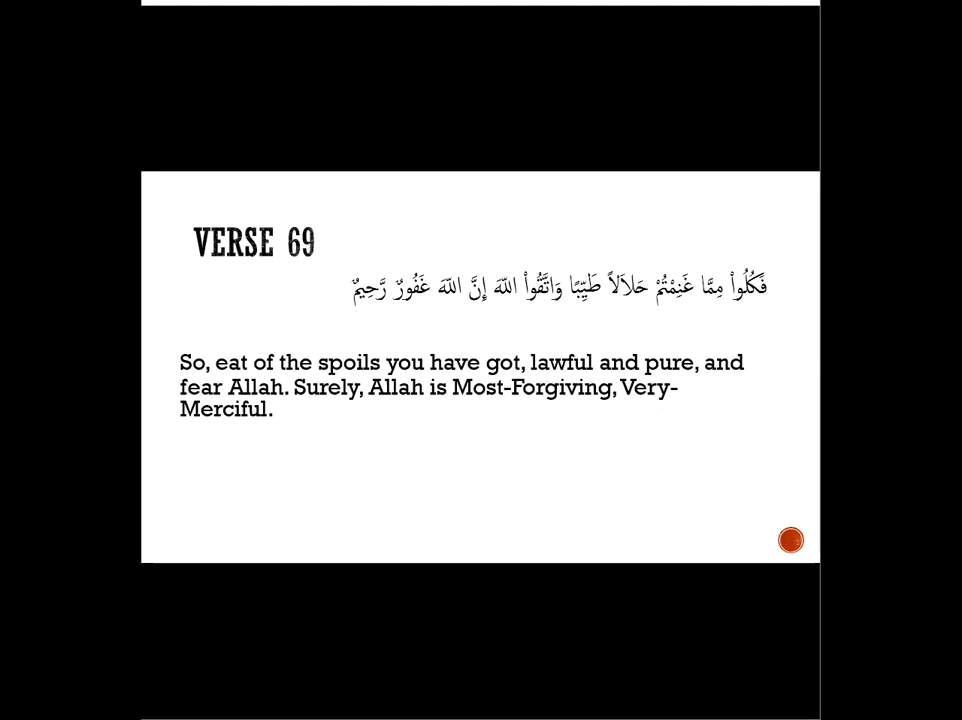 VERSE 69
فَكُلُواْ مِمَّا غَنِمْتُمْ حَلاَلاً طَيِّبًا وَاتَّقُواْ اللّهَ إِنَّ اللّهَ غَفُورٌ رَّحِيمٌ
So, eat of the spoils you have got, lawful and pure, and
fear Allah. Surely, Allah is Most-Forgiving, Very-
Merciful.